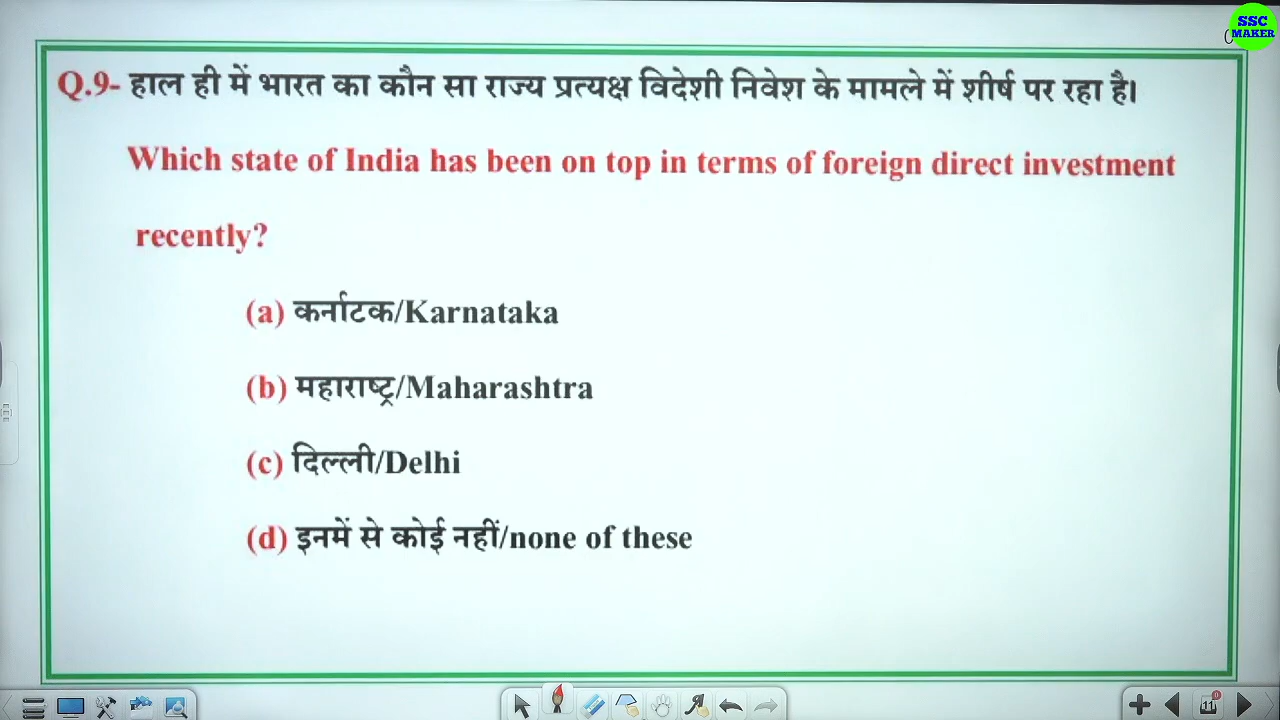 SSC
MAKER
Q.9- हाल ही में भारत का कौन सा राज्य प्रत्यक्ष विदेशी निवेश के मामले में शीर्ष पर रहा है।
Which state of India has been on top in terms of foreign direct investment
recently?
(a) कर्नाटक/Karnataka
(b) महाराष्ट्र/Maharashtra
(c) दिल्ली/Delhi
(d) इनमें से कोई नहीं/none of these
11